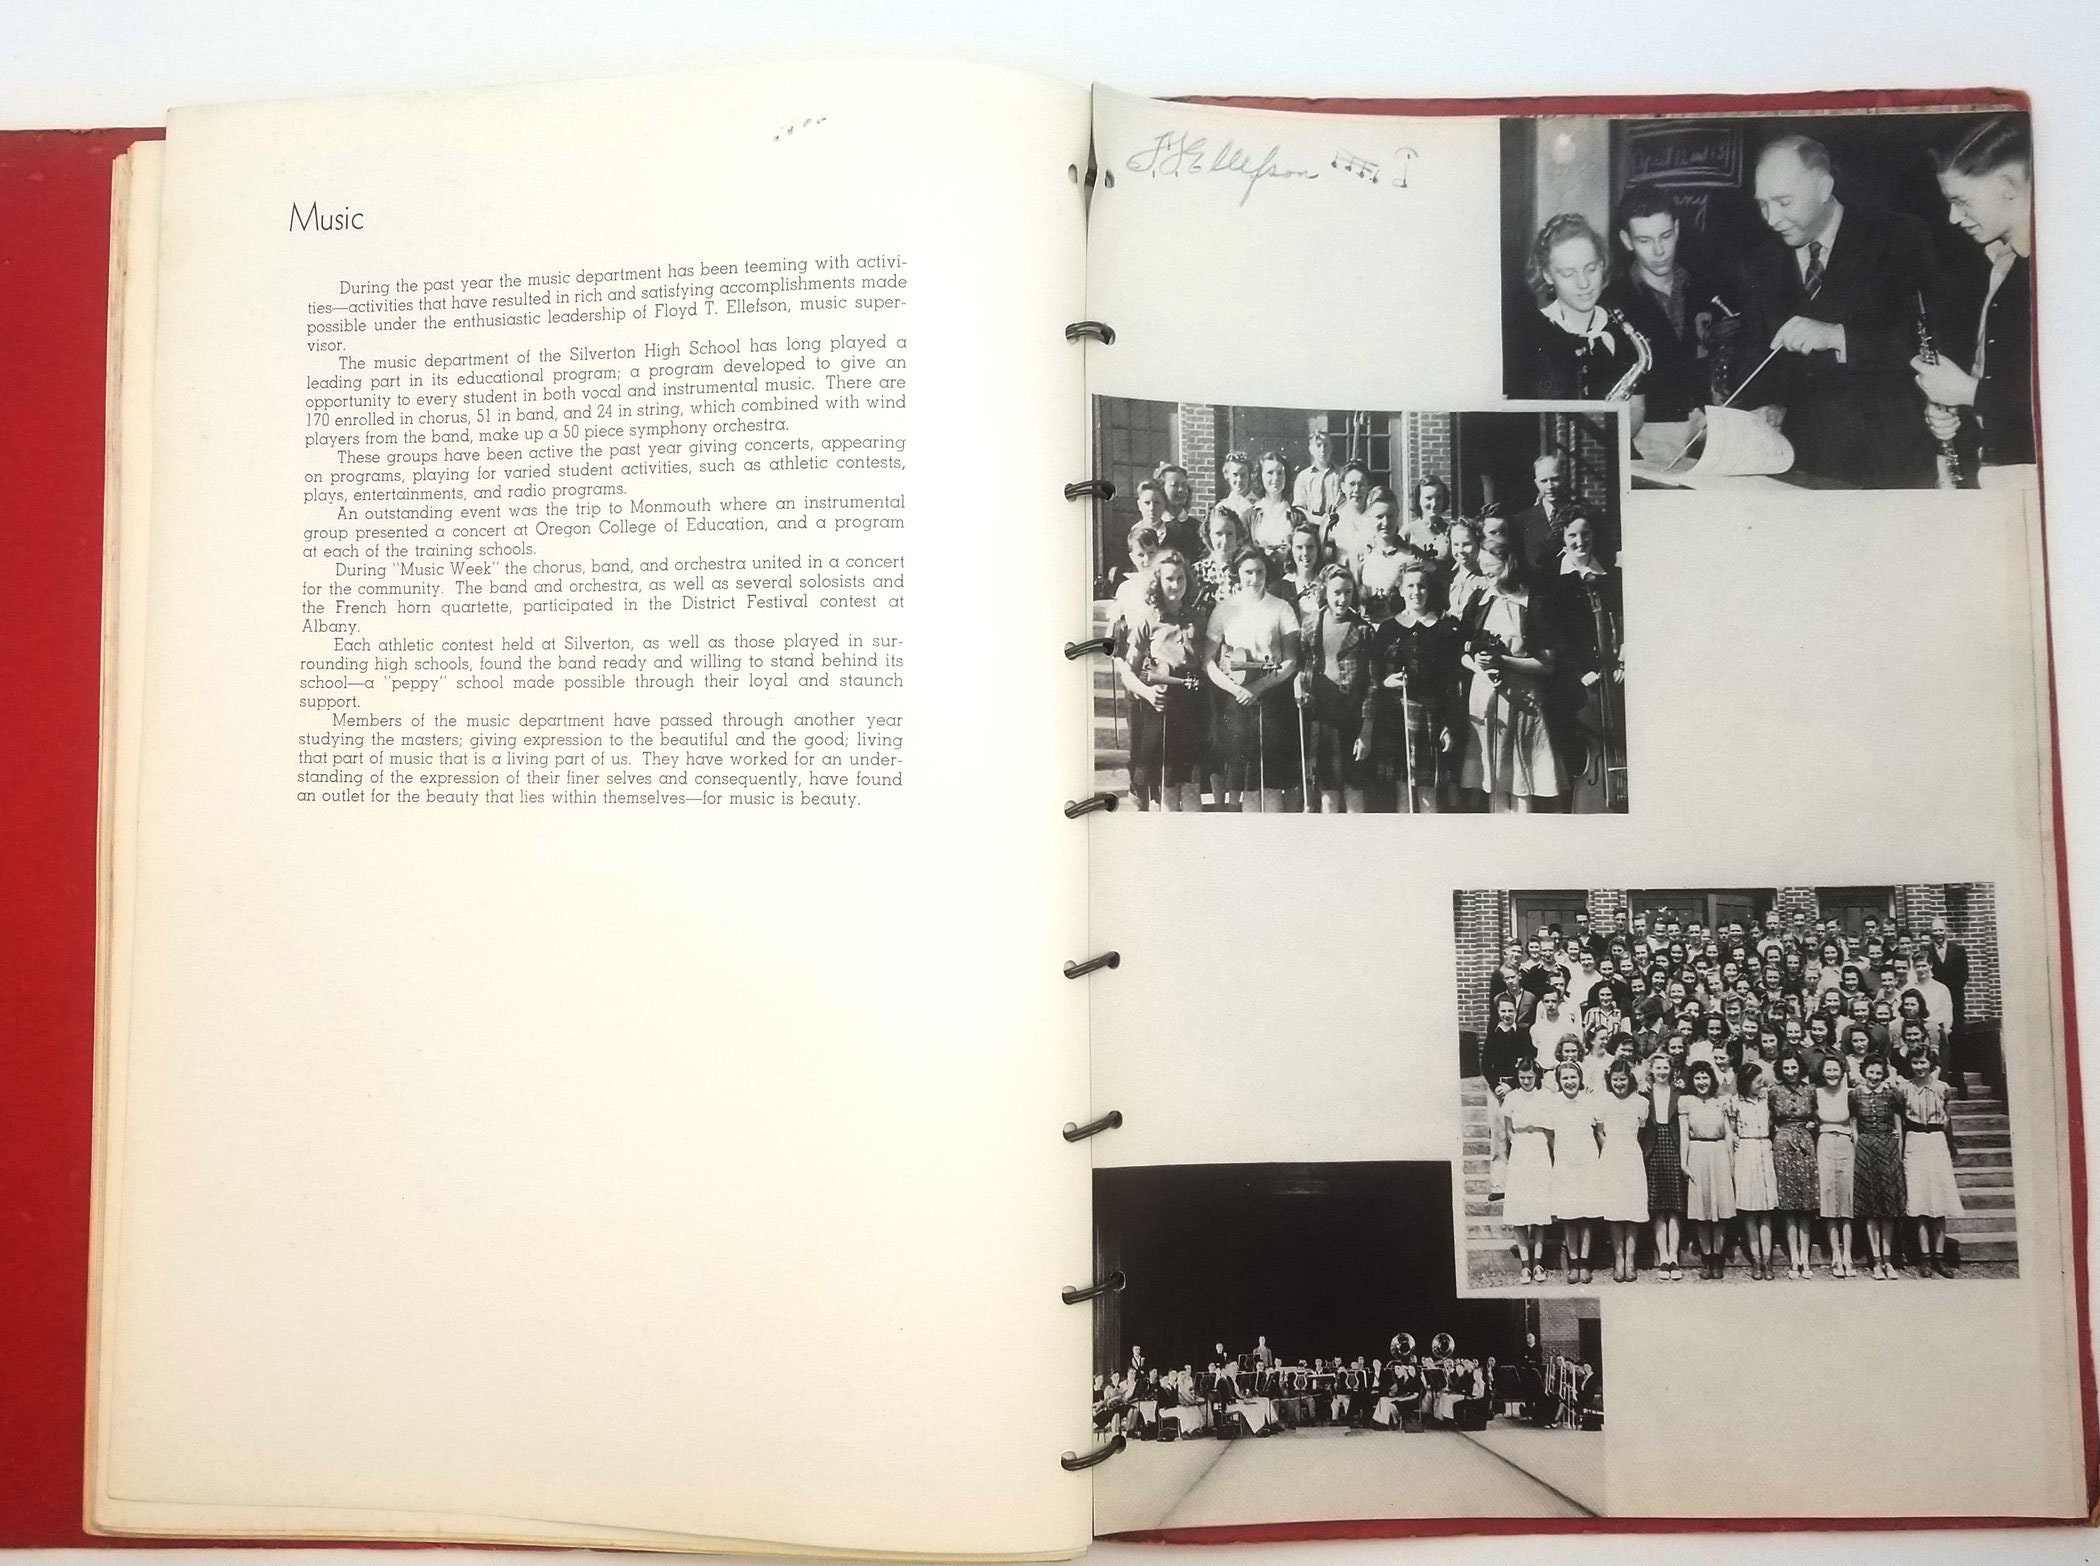 Music
During the past year the music department has been teeming with activi-
ties—activities that have resulted in rich and satisfying accomplishments made
possible under the enthusiastic leadership of Floyd T. Ellefson, music super-
visor.
The music department of the Silverton High School has long played a
leading part in its educational program; a program developed to give an
opportunity to every student in both vocal and instrumental music. There are
170 enrolled in chorus, 51 in band, and 24 in string, which combined with wind
players from the band, make up a 50 piece symphony orchestra.
These groups have been active the past year giving concerts, appearing
on programs, playing for varied student activities, such as athletic contests,
plays, entertainments, and radio programs.
An outstanding event was the trip to Monmouth where an instrumental
group presented a concert at Oregon College of Education, and a program
at each of the training schools.
During "Music Week" the chorus, band, and orchestra united in a concert
for the community. The band and orchestra, as well as several solosists and
the French horn quartette, participated in the District Festival contest at
Albany.
Each athletic contest held at Silverton, as well as those played in sur-
rounding high schools, found the band ready and willing to stand behind its
school—a "peppy" school made possible through their loyal and staunch
support.
Members of the music department have passed through another year
studying the masters; giving expression to the beautiful and the good; living
that part of music that is a living part of us. They have worked for an under-
standing of the expression of their finer selves and consequently, have found
an outlet for the beauty that lies within themselves—for music is beauty.
F.T. Ellefson